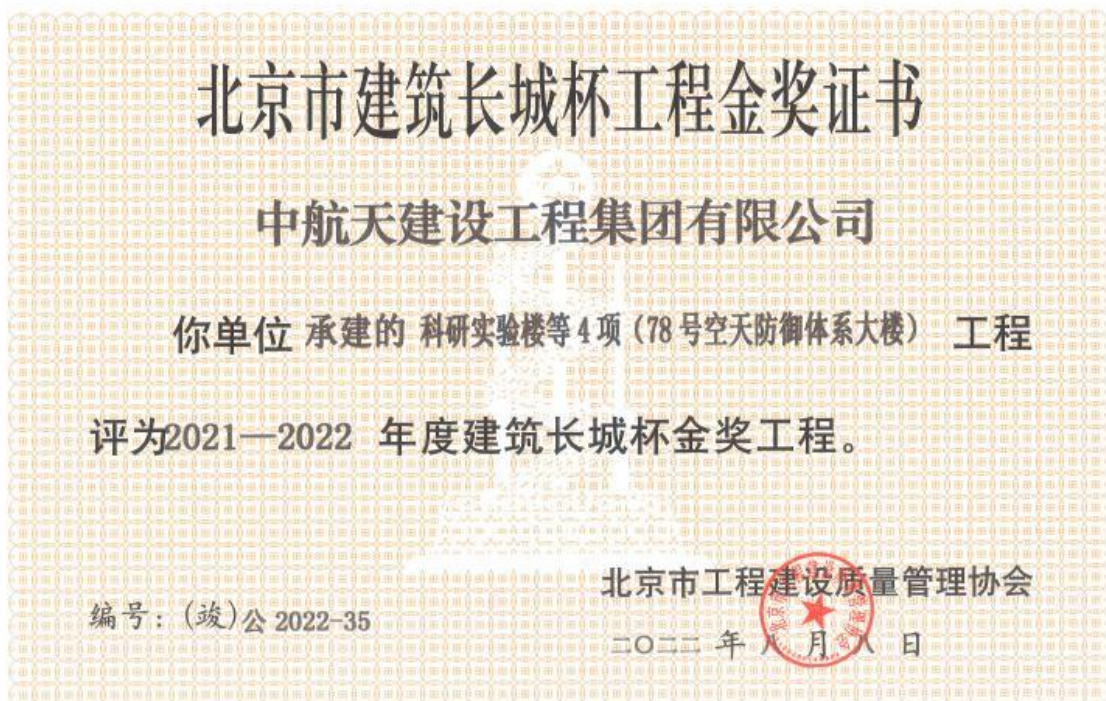 北京市建筑长城杯工程金奖证书
中航天建设工程集团有限公司
你单位 承建的 科研实验楼等4项(78号空天防御体系大楼) 工程
评为2021—2022 年度建筑长城杯金奖工程。
北京市工程建设质量管理协会
编号:(竣)公 2022-35
二〇二二 年 八 月 八 日